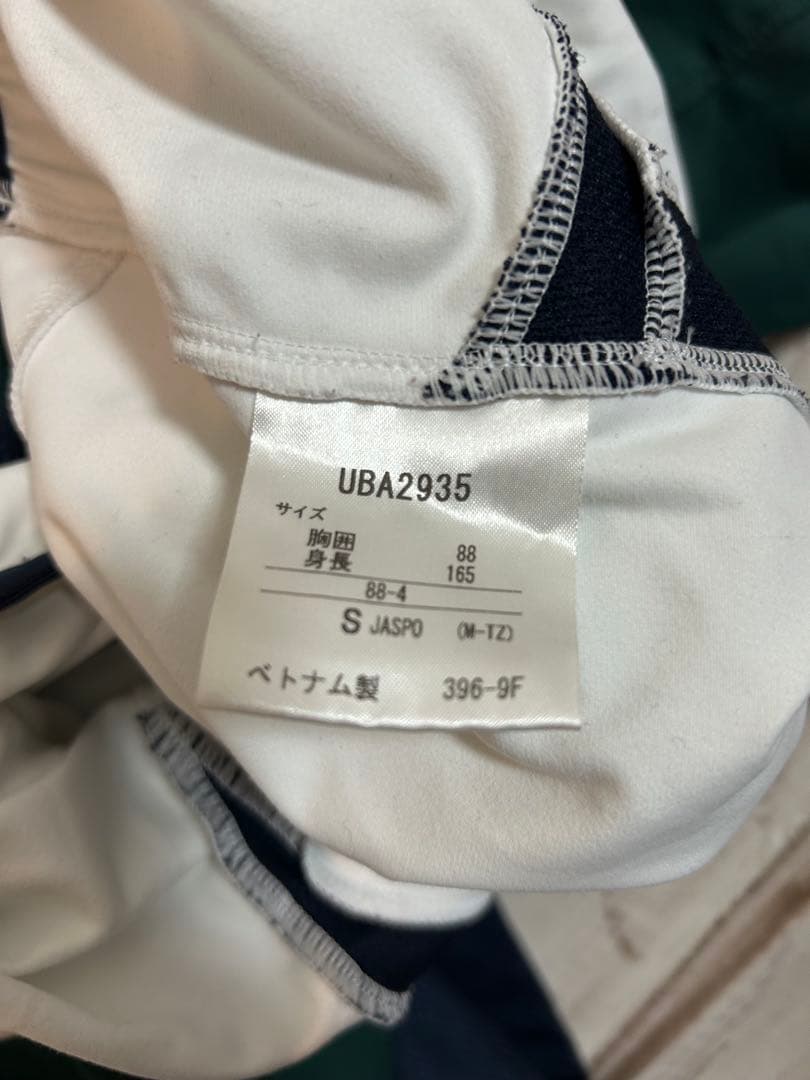 UBA2935
サイズ
胸囲 88
身長 165
88-4
S JASPO (M-TZ)
ベトナム製 396-9F